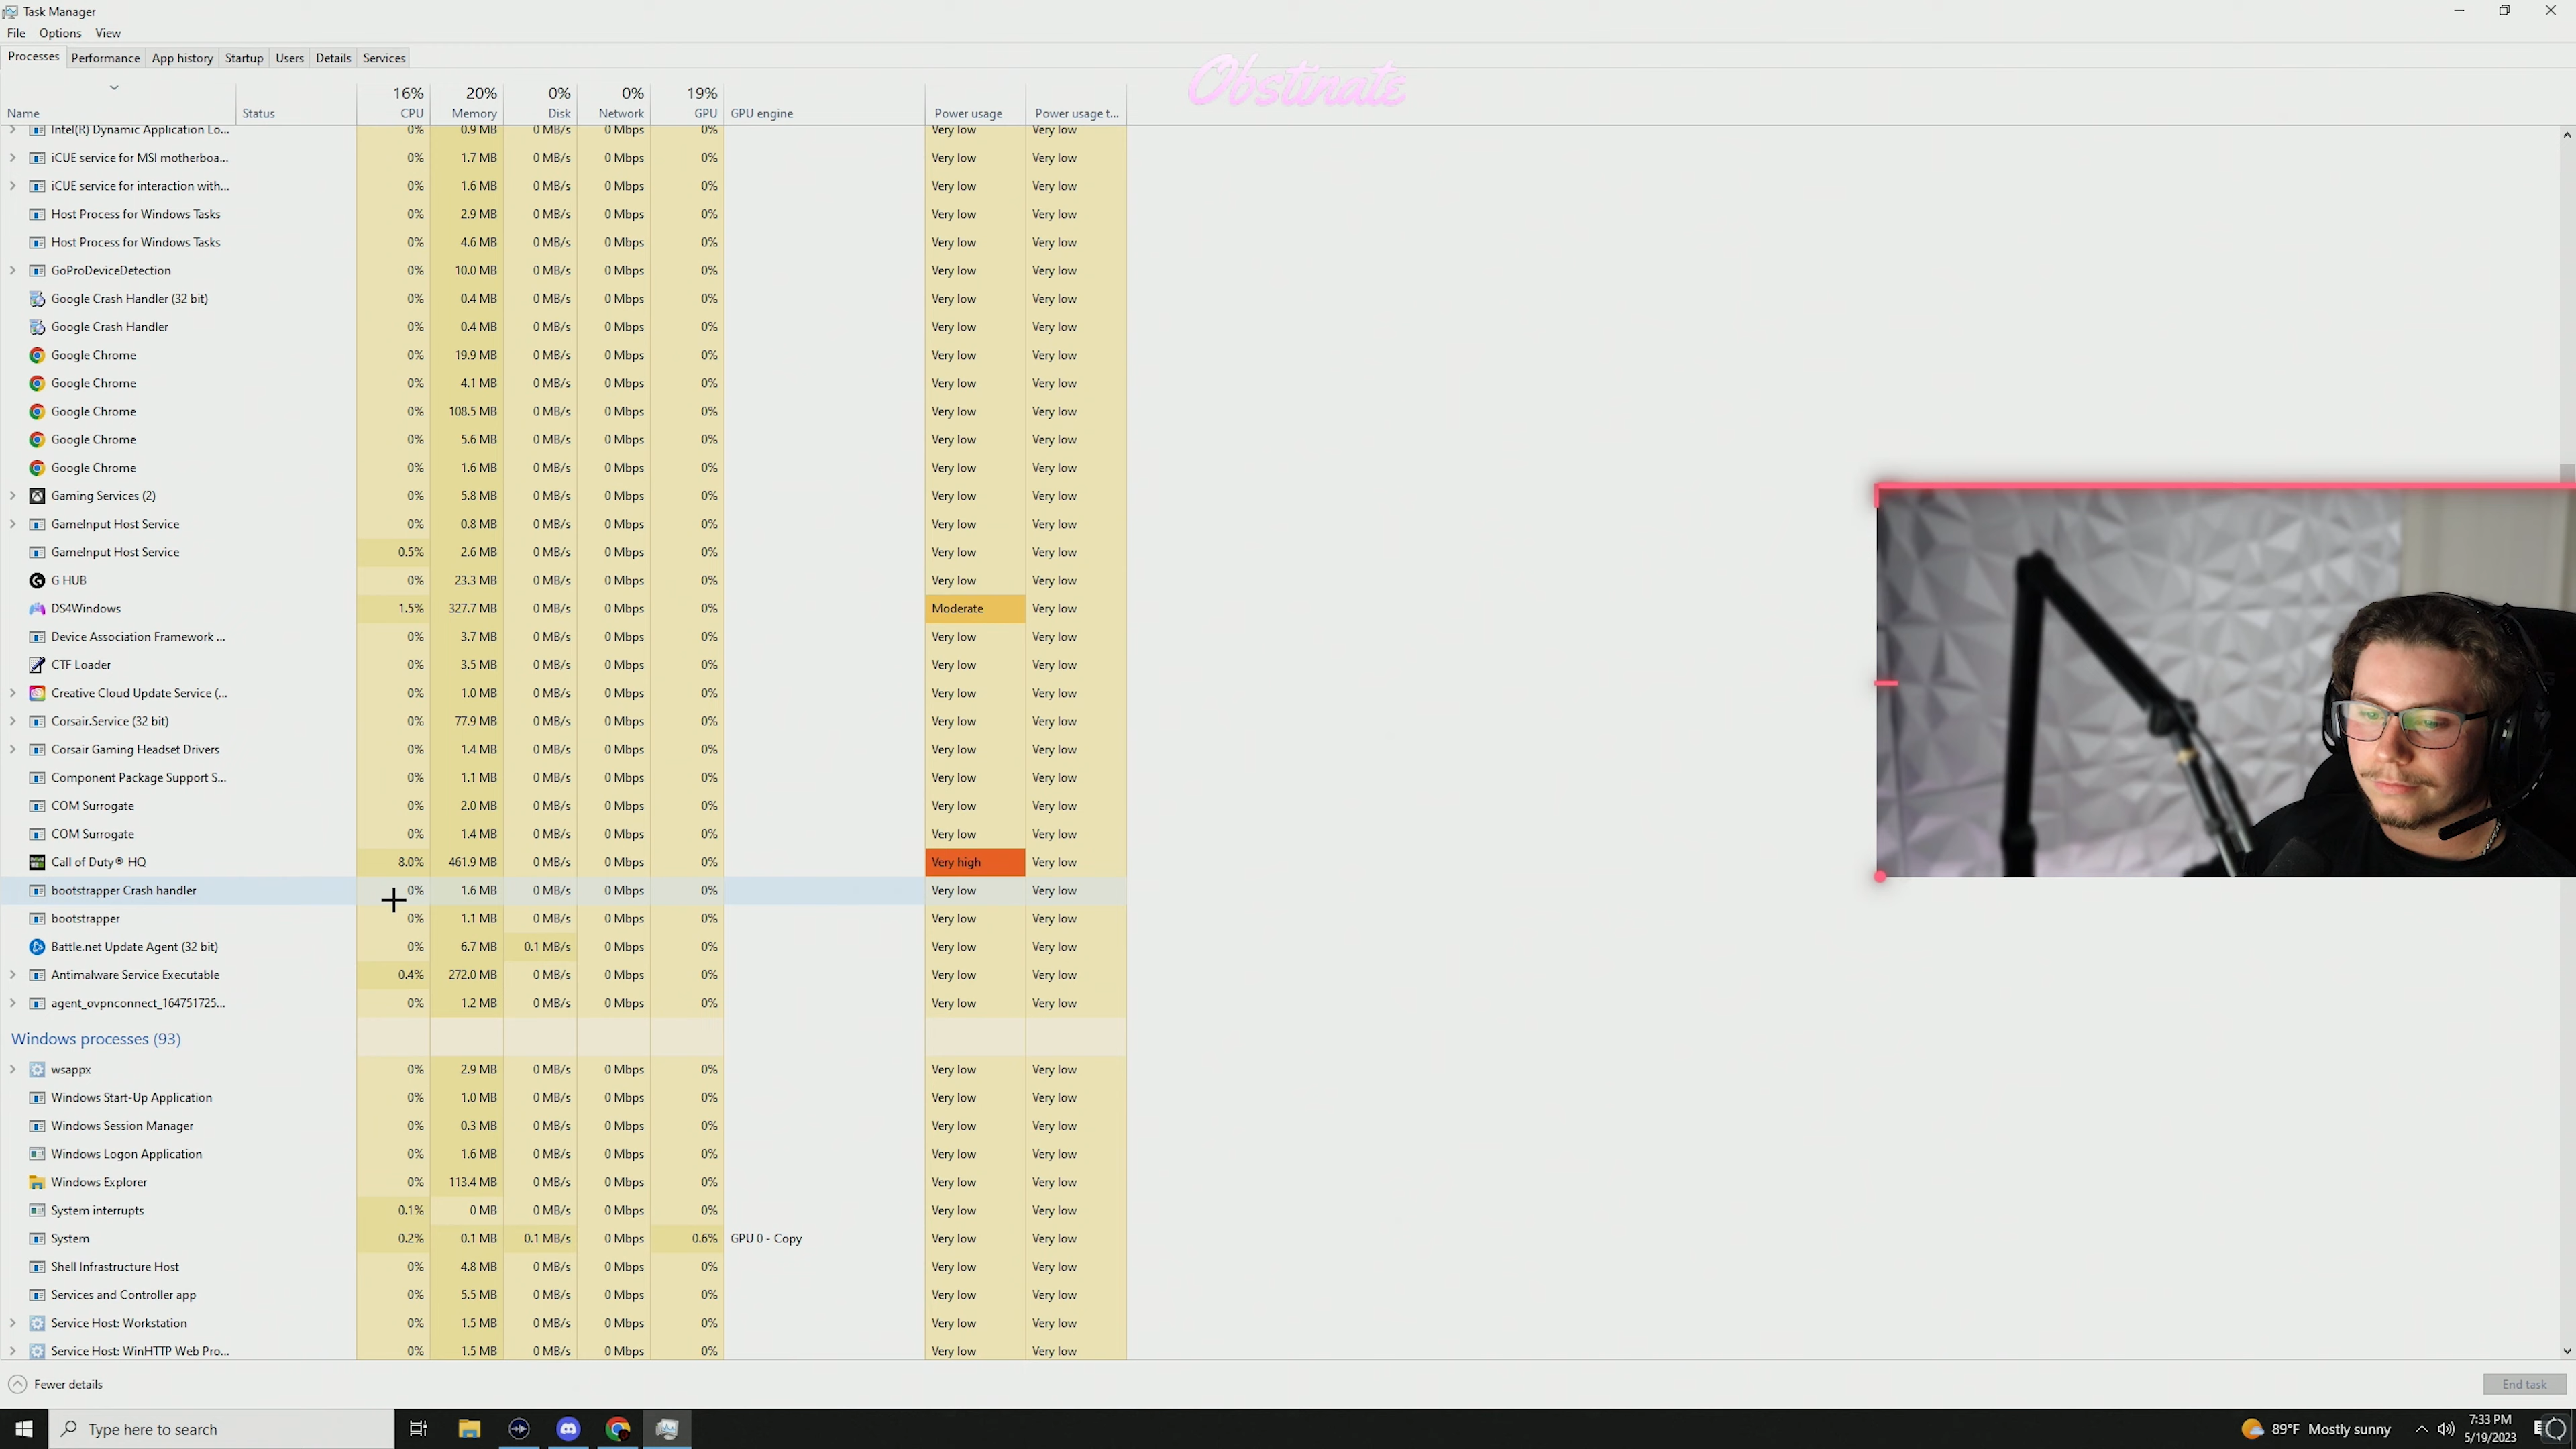 Task Manager
File Options View
Processes Performance App history Startup Users Details Services
Obstinate
16% 20% 0% 0% 19%
Name Status CPU Memory Disk Network GPU GPU engine Power usage Power usage t...
Intel(R) Dynamic Application Lo... 0% 0.9 MB 0 MB/s 0 Mbps 0% Very low Very low
iCUE service for MSI motherboa... 0% 1.7 MB 0 MB/s 0 Mbps 0% Very low Very low
iCUE service for interaction with... 0% 1.6 MB 0 MB/s 0 Mbps 0% Very low Very low
Host Process for Windows Tasks 0% 2.9 MB 0 MB/s 0 Mbps 0% Very low Very low
Host Process for Windows Tasks 0% 4.6 MB 0 MB/s 0 Mbps 0% Very low Very low
GoProDeviceDetection 0% 10.0 MB 0 MB/s 0 Mbps 0% Very low Very low
Google Crash Handler (32 bit) 0% 0.4 MB 0 MB/s 0 Mbps 0% Very low Very low
Google Crash Handler 0% 0.4 MB 0 MB/s 0 Mbps 0% Very low Very low
Google Chrome 0% 19.9 MB 0 MB/s 0 Mbps 0% Very low Very low
Google Chrome 0% 4.1 MB 0 MB/s 0 Mbps 0% Very low Very low
Google Chrome 0% 108.5 MB 0 MB/s 0 Mbps 0% Very low Very low
Google Chrome 0% 5.6 MB 0 MB/s 0 Mbps 0% Very low Very low
Google Chrome 0% 1.6 MB 0 MB/s 0 Mbps 0% Very low Very low
Gaming Services (2) 0% 5.8 MB 0 MB/s 0 Mbps 0% Very low Very low
GameInput Host Service 0% 0.8 MB 0 MB/s 0 Mbps 0% Very low Very low
GameInput Host Service 0.5% 2.6 MB 0 MB/s 0 Mbps 0% Very low Very low
G HUB 0% 23.3 MB 0 MB/s 0 Mbps 0% Very low Very low
DS4Windows 1.5% 327.7 MB 0 MB/s 0 Mbps 0% Moderate Very low
Device Association Framework ... 0% 3.7 MB 0 MB/s 0 Mbps 0% Very low Very low
CTF Loader 0% 3.5 MB 0 MB/s 0 Mbps 0% Very low Very low
Creative Cloud Update Service (... 0% 1.0 MB 0 MB/s 0 Mbps 0% Very low Very low
Corsair.Service (32 bit) 0% 77.9 MB 0 MB/s 0 Mbps 0% Very low Very low
Corsair Gaming Headset Drivers 0% 1.4 MB 0 MB/s 0 Mbps 0% Very low Very low
Component Package Support S... 0% 1.1 MB 0 MB/s 0 Mbps 0% Very low Very low
COM Surrogate 0% 2.0 MB 0 MB/s 0 Mbps 0% Very low Very low
COM Surrogate 0% 1.4 MB 0 MB/s 0 Mbps 0% Very low Very low
Call of Duty® HQ 8.0% 461.9 MB 0 MB/s 0 Mbps 0% Very high Very low
bootstrapper Crash handler 0% 1.6 MB 0 MB/s 0 Mbps 0% Very low Very low
bootstrapper 0% 1.1 MB 0 MB/s 0 Mbps 0% Very low Very low
Battle.net Update Agent (32 bit) 0% 6.7 MB 0.1 MB/s 0 Mbps 0% Very low Very low
Antimalware Service Executable 0.4% 272.0 MB 0 MB/s 0 Mbps 0% Very low Very low
agent_ovpnconnect_164751725... 0% 1.2 MB 0 MB/s 0 Mbps 0% Very low Very low
Windows processes (93)
wsappx 0% 2.9 MB 0 MB/s 0 Mbps 0% Very low Very low
Windows Start-Up Application 0% 1.0 MB 0 MB/s 0 Mbps 0% Very low Very low
Windows Session Manager 0% 0.3 MB 0 MB/s 0 Mbps 0% Very low Very low
Windows Logon Application 0% 1.6 MB 0 MB/s 0 Mbps 0% Very low Very low
Windows Explorer 0% 113.4 MB 0 MB/s 0 Mbps 0% Very low Very low
System interrupts 0.1% 0 MB 0 MB/s 0 Mbps 0% Very low Very low
System 0.2% 0.1 MB 0.1 MB/s 0 Mbps 0.6% GPU 0 - Copy Very low Very low
Shell Infrastructure Host 0% 4.8 MB 0 MB/s 0 Mbps 0% Very low Very low
Services and Controller app 0% 5.5 MB 0 MB/s 0 Mbps 0% Very low Very low
Service Host: Workstation 0% 1.5 MB 0 MB/s 0 Mbps 0% Very low Very low
Service Host: WinHTTP Web Pro... 0% 1.5 MB 0 MB/s 0 Mbps 0% Very low Very low
Fewer details End task
Type here to search 89°F Mostly sunny 7:33 PM
5/19/2023